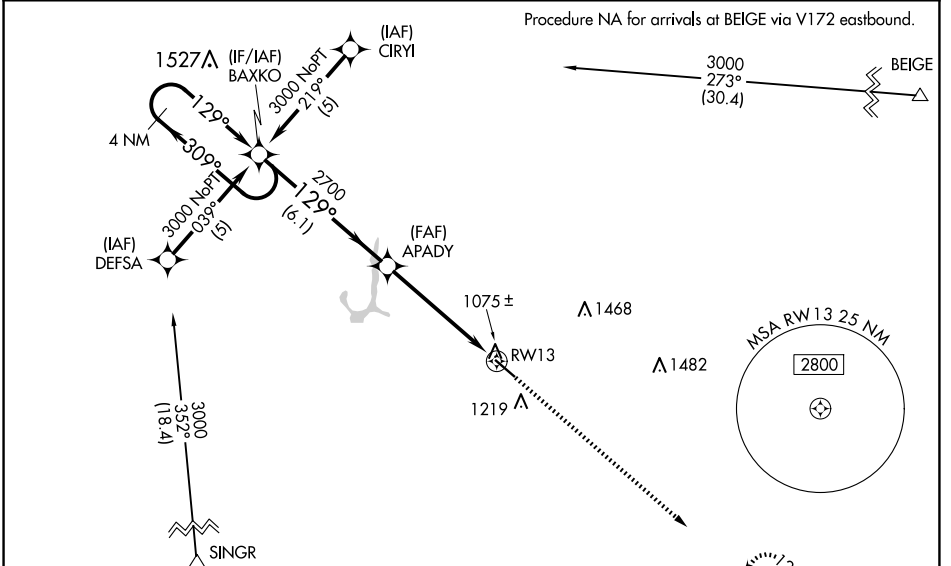 Procedure NA for arrivals at BEIGE via V172 eastbound.
(IAF)
CIRYI
1527
(IF/IAF)
BAXKO
3000 NoPT
219°
(5)
3000
273°
(30.4)
BEIGE
129°
4 NM
309°
3000 NoPT
039°
(5)
2700
129°
(6.1)
(IAF)
DEFSA
(FAF)
APADY
1075 ±
1468
MSA RW13 25 NM
RW13
1482
2800
1219
3000
352°
(18.4)
SINGR